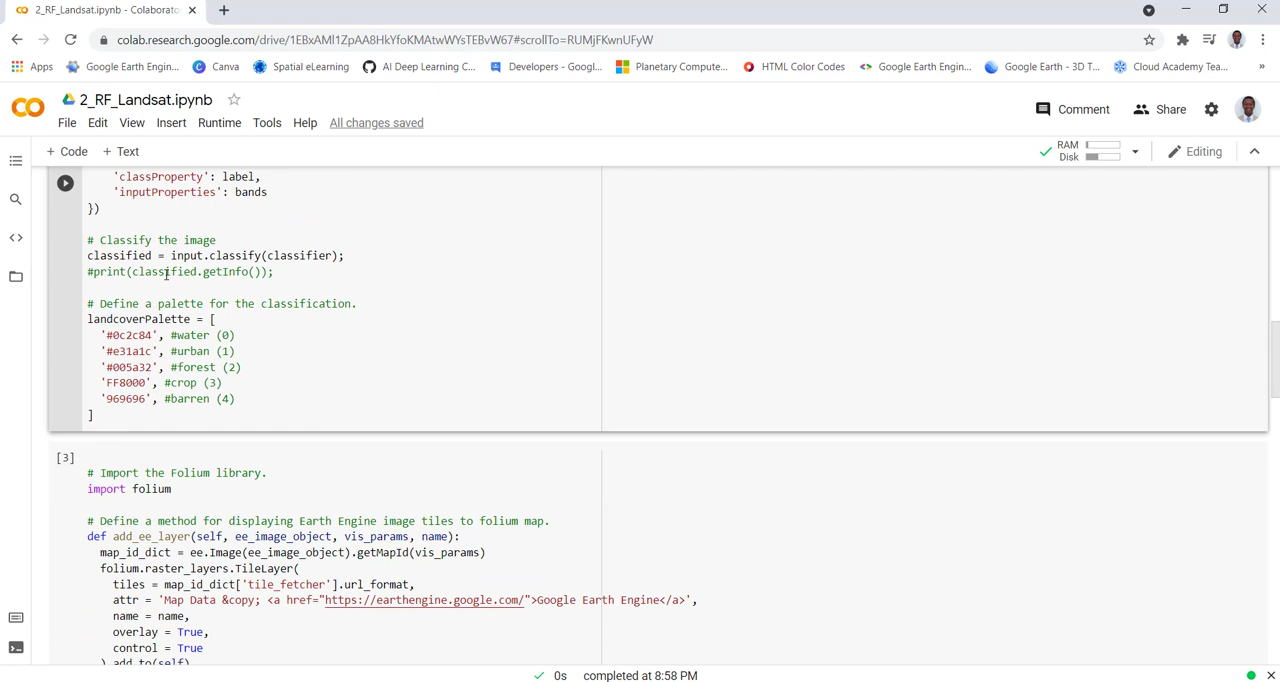 2_RF_Landsat.ipynb - Colaborato
colab.research.google.com/drive/1EBxAMl1ZpAA8HkYfoKMAtwWYsTEBvW67#scrollTo=RUMjFKwnUFyW
Apps Google Earth Engin... Canva Spatial eLearning AI Deep Learning C... Developers - Googl... Planetary Compute... HTML Color Codes Google Earth Engin... Google Earth - 3D T... Cloud Academy Tea... »
2_RF_Landsat.ipynb
Comment Share
File Edit View Insert Runtime Tools Help All changes saved
+ Code + Text
RAM
Disk
Editing
'classProperty': label,
'inputProperties': bands
})
# Classify the image
classified = input.classify(classifier);
#print(classified.getInfo());
# Define a palette for the classification.
landcoverPalette = [
'#0c2c84', #water (0)
'#e31a1c', #urban (1)
'#005a32', #forest (2)
'FF8000', #crop (3)
'969696', #barren (4)
]
[3]
# Import the Folium library.
import folium
# Define a method for displaying Earth Engine image tiles to folium map.
def add_ee_layer(self, ee_image_object, vis_params, name):
map_id_dict = ee.Image(ee_image_object).getMapId(vis_params)
folium.raster_layers.TileLayer(
tiles = map_id_dict['tile_fetcher'].url_format,
attr = 'Map Data &copy; <a href="https://earthengine.google.com/">Google Earth Engine</a>',
name = name,
overlay = True,
control = True
).add_to(self)
0s completed at 8:58 PM